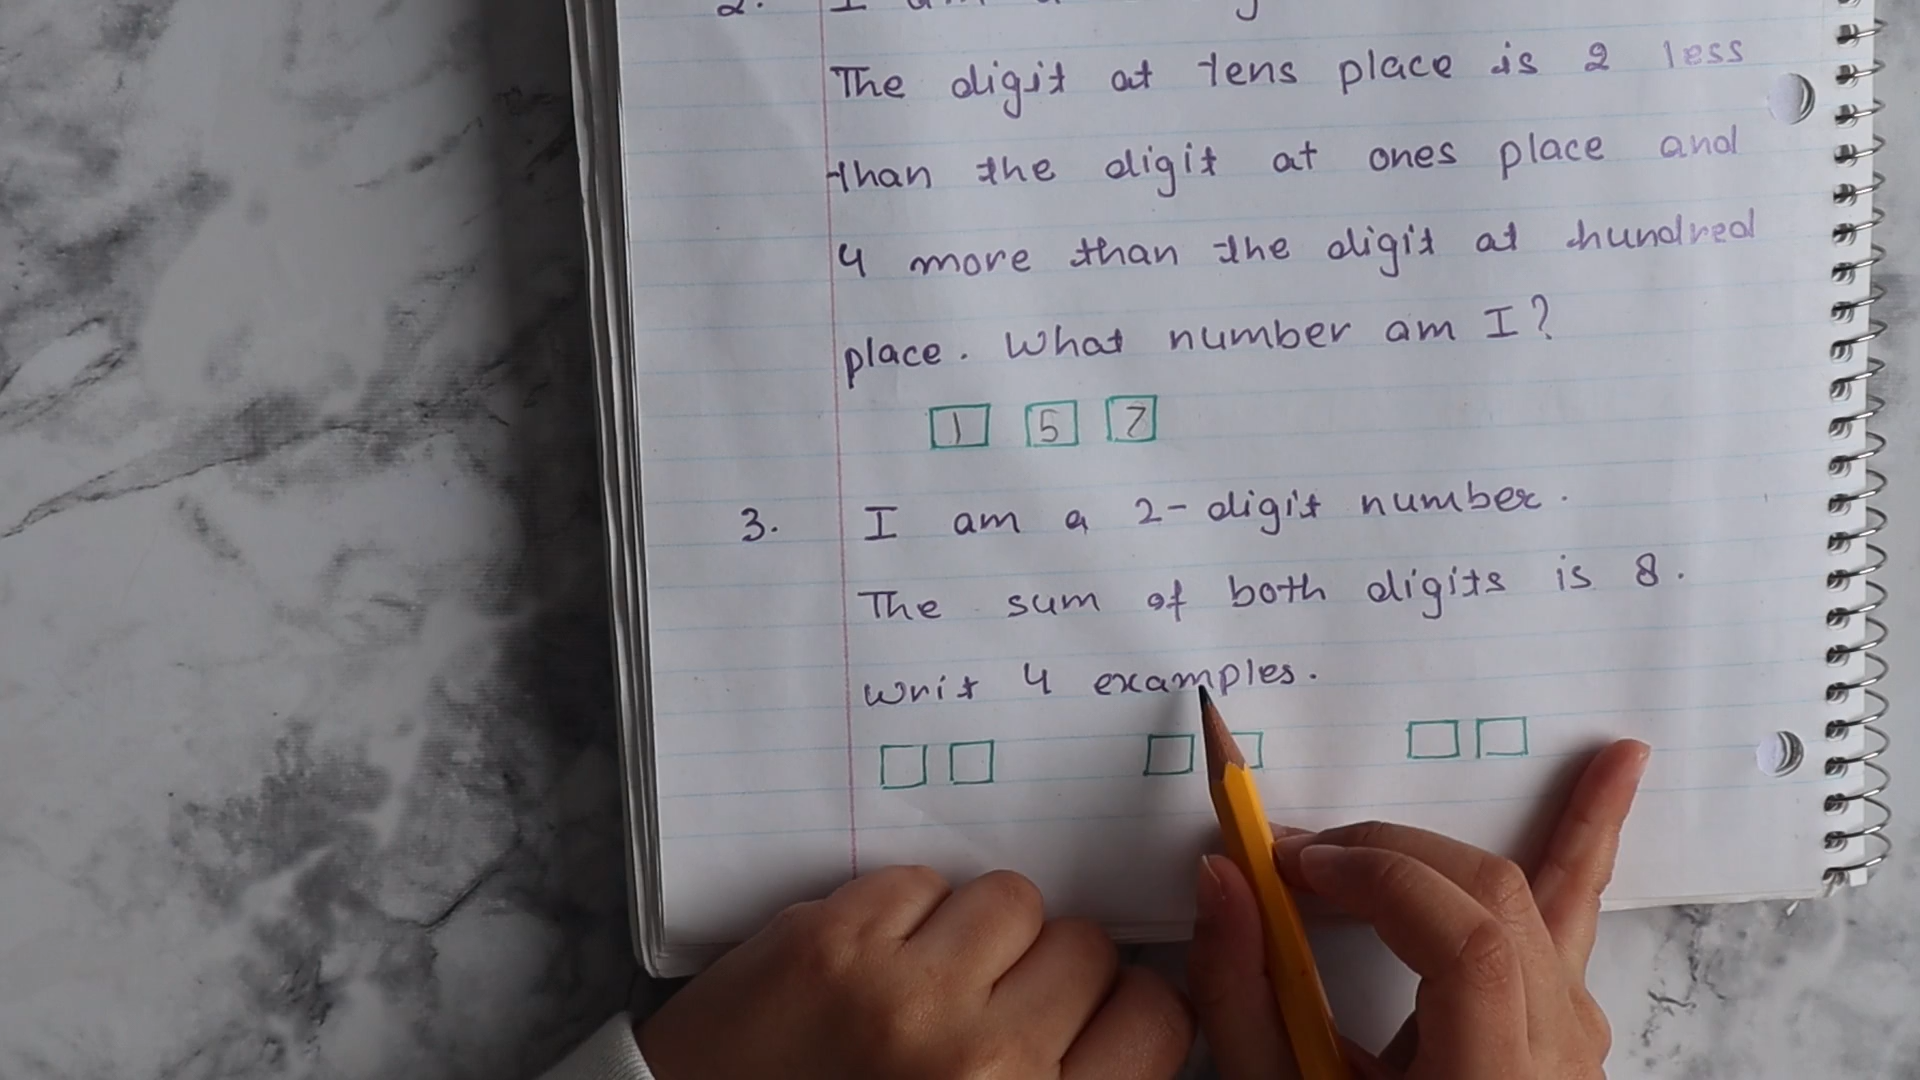 2. I am a
The digit at tens place is 2 less
than the digit at ones place and
4 more than the digit at hundred
place. What number am I?
1 5 7
3. I am a 2-digit number.
The sum of both digits is 8.
writ 4 examples.